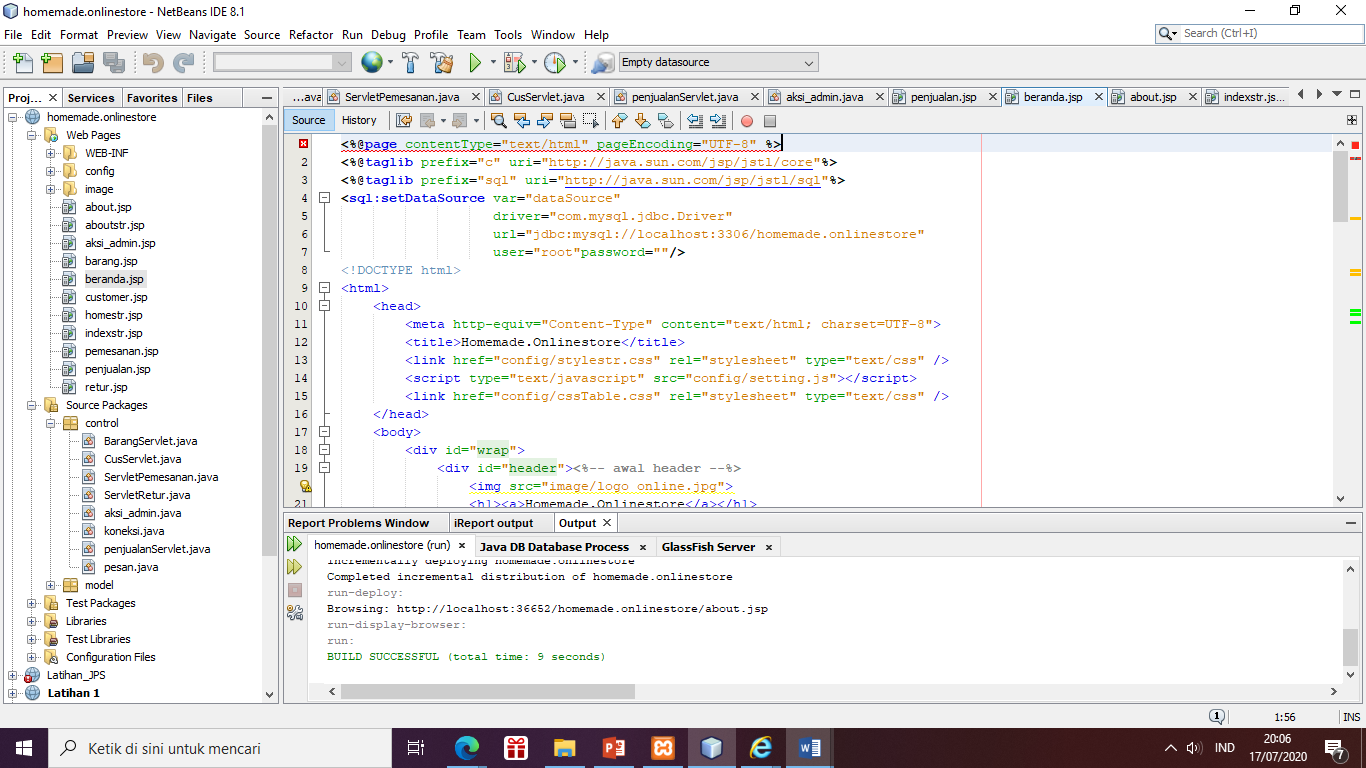 homemade.onlinestore - NetBeans IDE 8.1
File Edit Format Preview View Navigate Source Refactor Run Debug Profile Team Tools Window Help
Search (Ctrl+I)
Empty datasource
Proj... Services Favorites Files
homemade.onlinestore
Web Pages
WEB-INF
config
image
about.jsp
aboutstr.jsp
aksi_admin.jsp
barang.jsp
beranda.jsp
customer.jsp
homestr.jsp
indexstr.jsp
pemesanan.jsp
penjualan.jsp
retur.jsp
Source Packages
control
BarangServlet.java
CusServlet.java
ServletPemesanan.java
ServletRetur.java
aksi_admin.java
koneksi.java
penjualanServlet.java
pesan.java
model
Test Packages
Libraries
Test Libraries
Configuration Files
Latihan_JPS
Latihan 1
...ava ServletPemesanan.java CusServlet.java penjualanServlet.java aksi_admin.java penjualan.jsp beranda.jsp about.jsp indexstr.js...
Source History
<%@page contentType="text/html" pageEncoding="UTF-8" %>
2 <%@taglib prefix="c" uri="http://java.sun.com/jsp/jstl/core"%>
3 <%@taglib prefix="sql" uri="http://java.sun.com/jsp/jstl/sql"%>
4 <sql:setDataSource var="dataSource"
5 driver="com.mysql.jdbc.Driver"
6 url="jdbc:mysql://localhost:3306/homemade.onlinestore"
7 user="root"password=""/>
8 <!DOCTYPE html>
9 <html>
10 <head>
11 <meta http-equiv="Content-Type" content="text/html; charset=UTF-8">
12 <title>Homemade.Onlinestore</title>
13 <link href="config/stylestr.css" rel="stylesheet" type="text/css" />
14 <script type="text/javascript" src="config/setting.js"></script>
15 <link href="config/cssTable.css" rel="stylesheet" type="text/css" />
16 </head>
17 <body>
18 <div id="wrap">
19 <div id="header"><%-- awal header --%>
<img src="image/logo online.jpg">
21 <h1><a>Homemade.Onlinestore</a></h1>
Report Problems Window iReport output Output
homemade.onlinestore (run) Java DB Database Process GlassFish Server
Incrementally deploying homemade.onlinestore
Completed incremental distribution of homemade.onlinestore
run-deploy:
Browsing: http://localhost:36652/homemade.onlinestore/about.jsp
run-display-browser:
run:
BUILD SUCCESSFUL (total time: 9 seconds)
1 1:56 INS
Ketik di sini untuk mencari
IND
20:06
17/07/2020
7